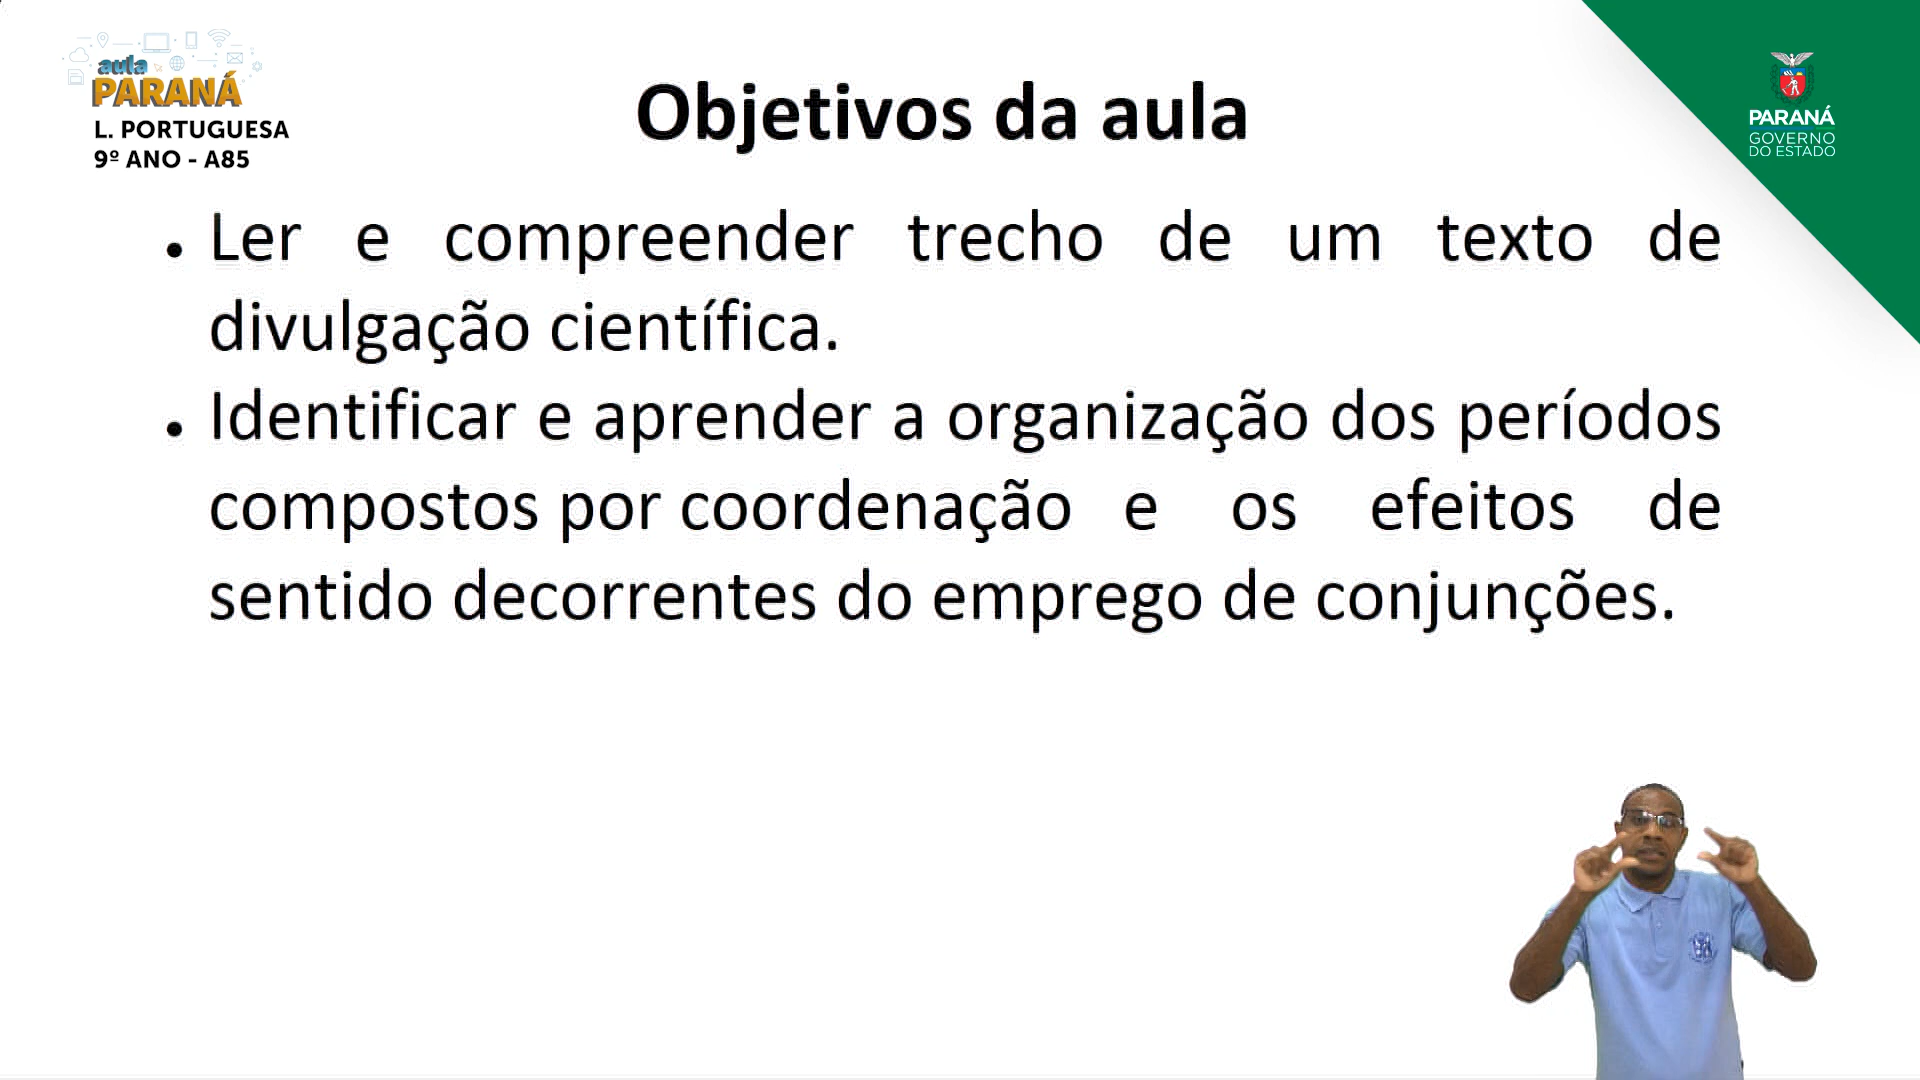 aula
PARANÁ
L. PORTUGUESA
9º ANO - A85
Objetivos da aula
PARANÁ
GOVERNO
DO ESTADO
• Ler e compreender trecho de um texto de
divulgação científica.
• Identificar e aprender a organização dos períodos
compostos por coordenação e os efeitos de
sentido decorrentes do emprego de conjunções.